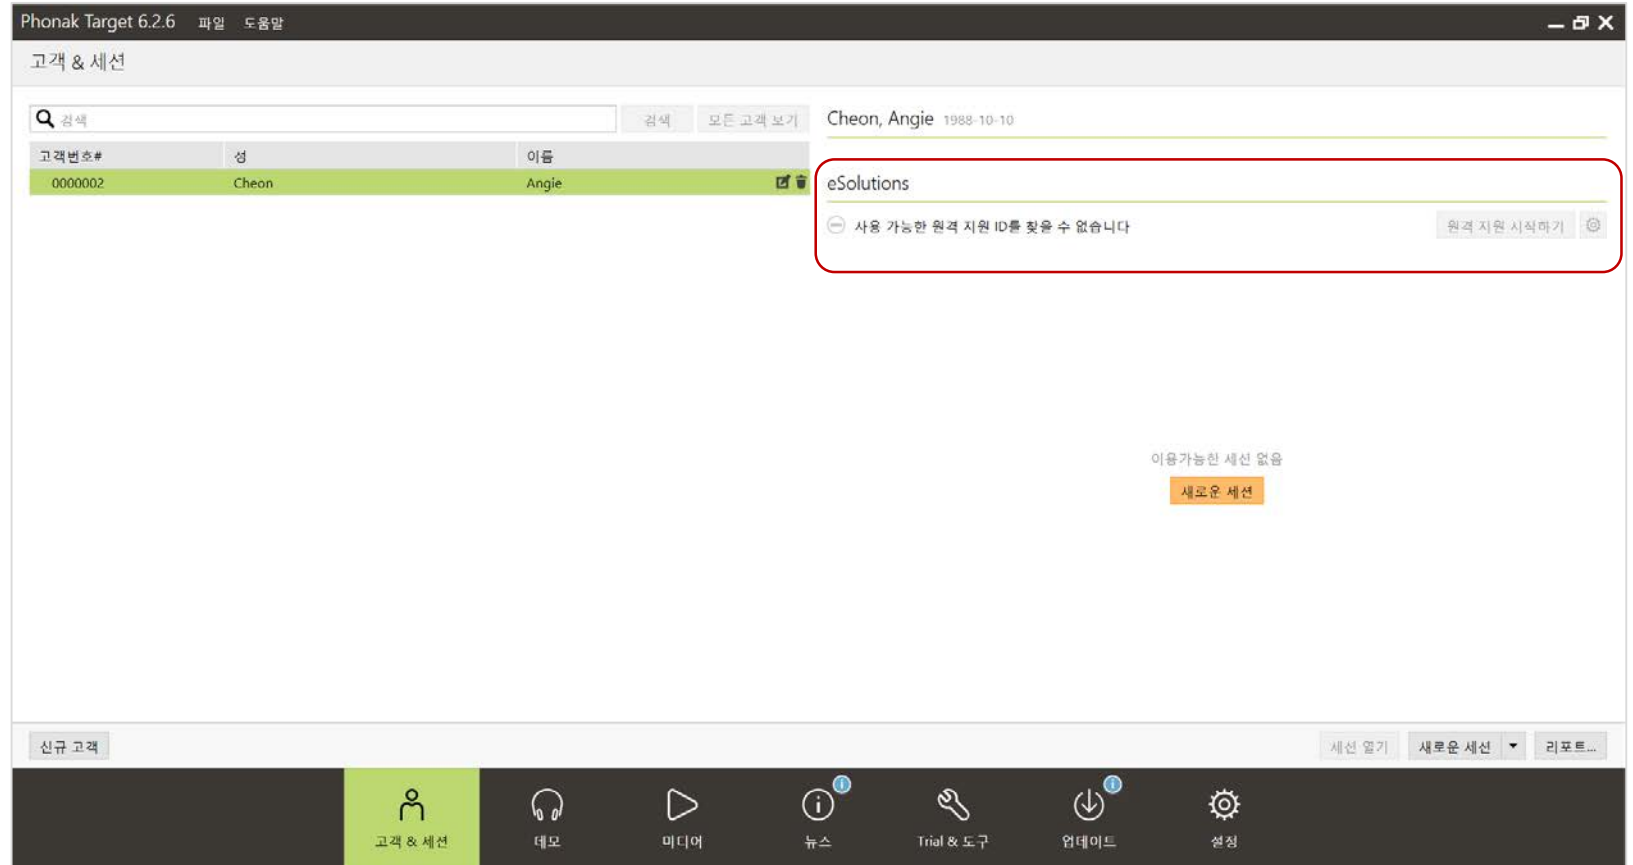 Phonak Target 6.2.6 파일 도움말
고객 & 세션
검색 검색 모든 고객 보기
고객번호# 성 이름
0000002 Cheon Angie
Cheon, Angie 1988-10-10
eSolutions
사용 가능한 원격 지원 ID를 찾을 수 없습니다 원격 지원 시작하기
이용가능한 세션 없음
새로운 세션
신규 고객 세션 열기 새로운 세션 리포트...
고객 & 세션 데모 미디어 뉴스 Trial & 도구 업데이트 설정